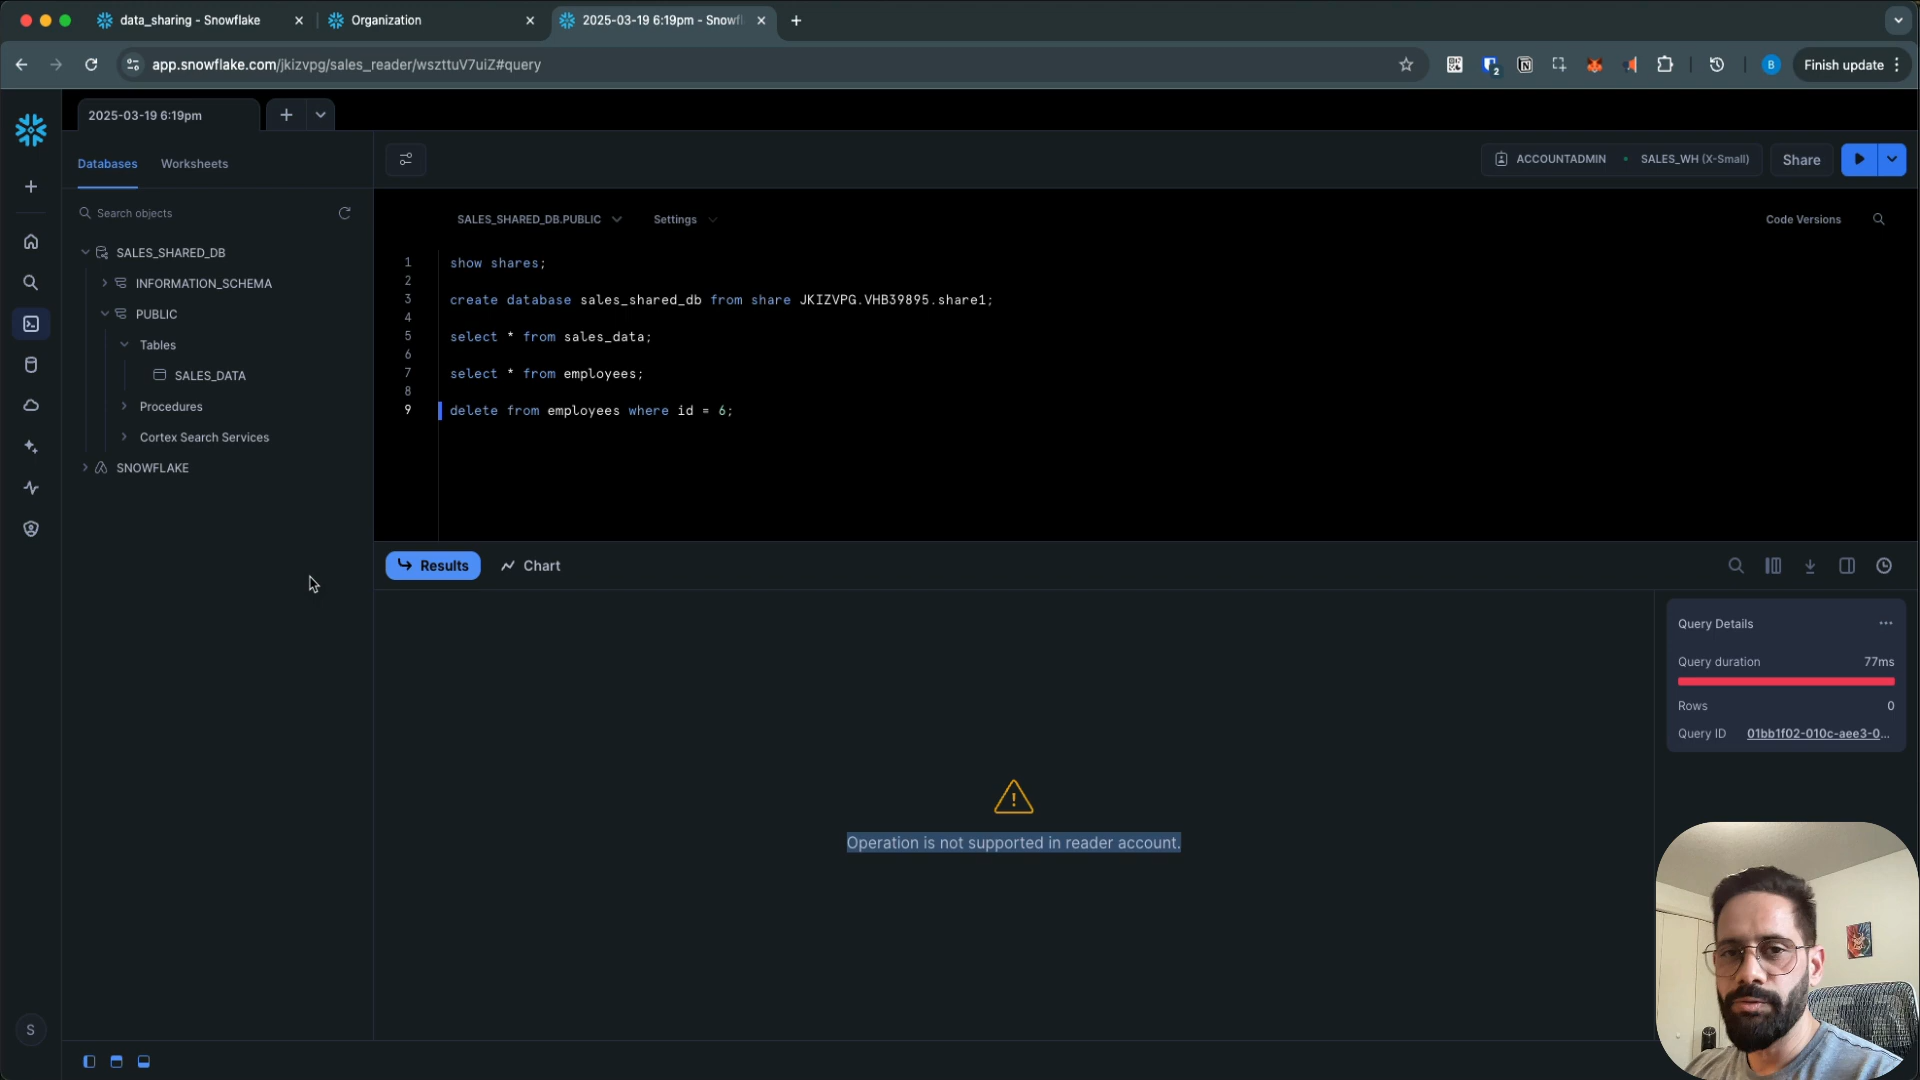 data_sharing - Snowflake
Organization
2025-03-19 6:19pm - Snowfl
app.snowflake.com/jkizvpg/sales_reader/wszttuV7uiZ#query
2
B
Finish update
2025-03-19 6:19pm
Databases
Worksheets
ACCOUNTADMIN
SALES_WH (X-Small)
Share
Search objects
SALES_SHARED_DB.PUBLIC
Settings
Code Versions
SALES_SHARED_DB
INFORMATION_SCHEMA
PUBLIC
Tables
SALES_DATA
Procedures
Cortex Search Services
SNOWFLAKE
1 show shares;
2
3 create database sales_shared_db from share JKIZVPG.VHB39895.share1;
4
5 select * from sales_data;
6
7 select * from employees;
8
9 delete from employees where id = 6;
Results
Chart
Query Details
Query duration 77ms
Rows 0
Query ID 01bb1f02-010c-aee3-0...
Operation is not supported in reader account.
S